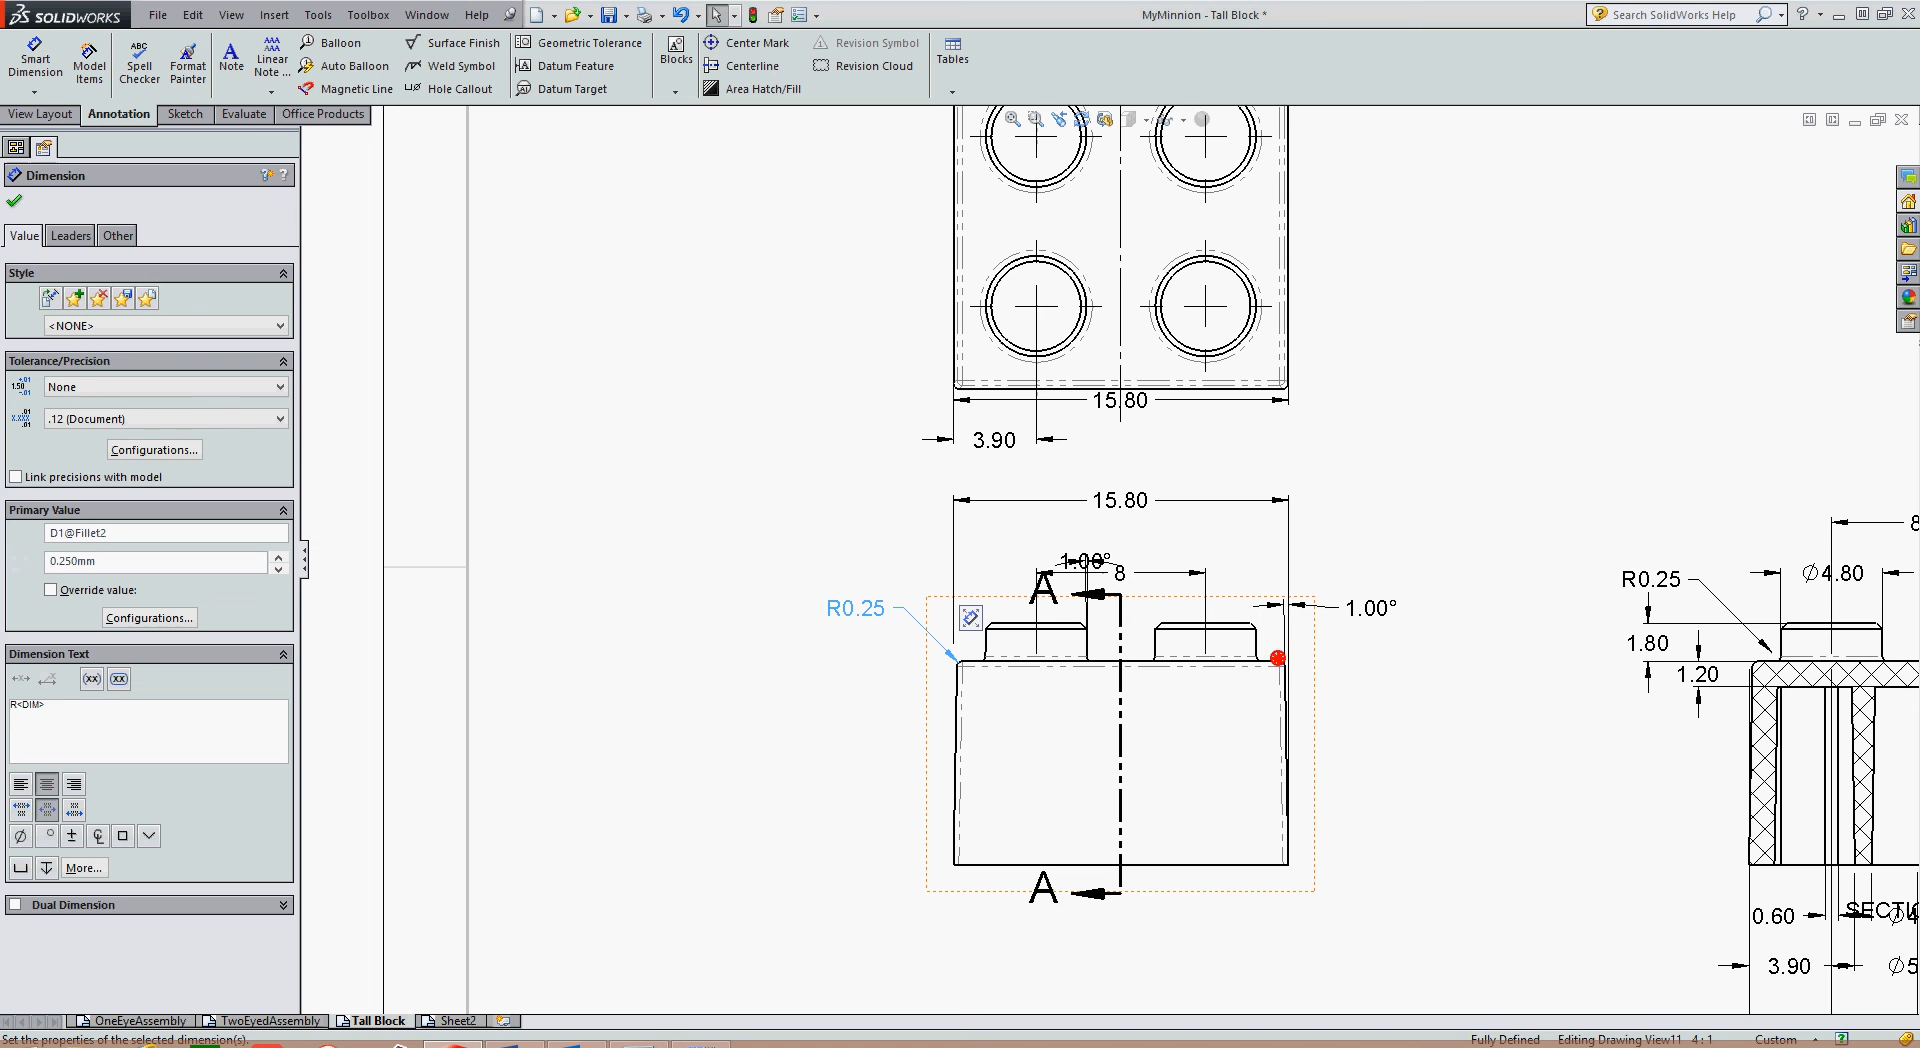 SOLIDWORKS File Edit View Insert Tools Toolbox Window Help MyMinnion - Tall Block * Search SolidWorks Help
Smart Dimension
Model Items
ABC Spell Checker
Format Painter
Note
Linear Note ...
Balloon
Auto Balloon
Magnetic Line
Surface Finish
Weld Symbol
Hole Callout
Geometric Tolerance
Datum Feature
Datum Target
Blocks
Center Mark
Centerline
Area Hatch/Fill
Revision Symbol
Revision Cloud
Tables
View Layout Annotation Sketch Evaluate Office Products
Dimension
Value Leaders Other
Style
<NONE>
Tolerance/Precision
None
.12 (Document)
Configurations...
Link precisions with model
Primary Value
D1@Fillet2
0.250mm
Override value:
Configurations...
Dimension Text
(xx) (xx)
R<DIM>
More...
Dual Dimension
15.80
3.90
15.80
1.00°
8
A
R0.25
1.00°
A
8
R0.25
Ø4.80
1.80
1.20
0.60
SECTI
3.90
Ø5
OneEyeAssembly TwoEyedAssembly Tall Block Sheet2
Set the properties of the selected dimension(s). Fully Defined Editing Drawing View11 4 : 1 Custom